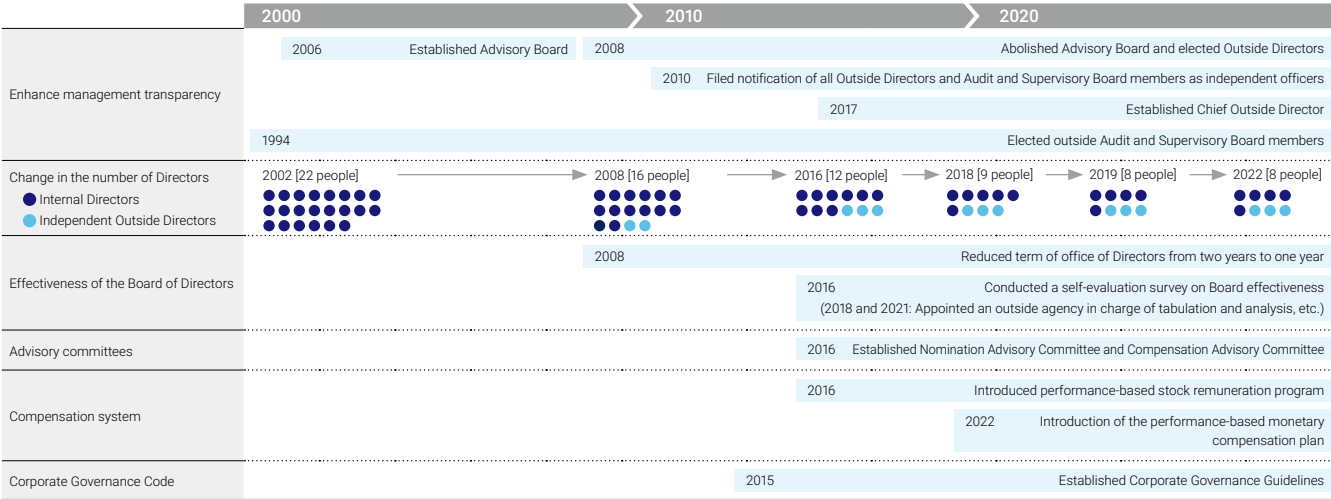 2000
2010
2020
Enhance management transparency
2006 Established Advisory Board
2008 Abolished Advisory Board and elected Outside Directors
2010 Filed notification of all Outside Directors and Audit and Supervisory Board members as independent officers
2017 Established Chief Outside Director
1994 Elected outside Audit and Supervisory Board members
Change in the number of Directors
Internal Directors
Independent Outside Directors
2002 [22 people]
2008 [16 people]
2016 [12 people]
2018 [9 people]
2019 [8 people]
2022 [8 people]
Effectiveness of the Board of Directors
2008 Reduced term of office of Directors from two years to one year
2016 Conducted a self-evaluation survey on Board effectiveness
(2018 and 2021: Appointed an outside agency in charge of tabulation and analysis, etc.)
Advisory committees
2016 Established Nomination Advisory Committee and Compensation Advisory Committee
Compensation system
2016 Introduced performance-based stock remuneration program
2022 Introduction of the performance-based monetary
compensation plan
Corporate Governance Code
2015 Established Corporate Governance Guidelines